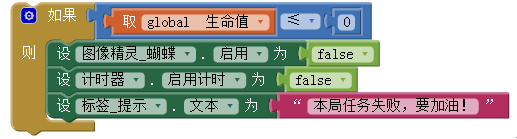 如果 取 global 生命值 ≤ 0
则 设 图像精灵_蝴蝶 . 启用 为 false
设 计时器 . 启用计时 为 false
设 标签_提示 . 文本 为 “ 本局任务失败，要加油！ ”